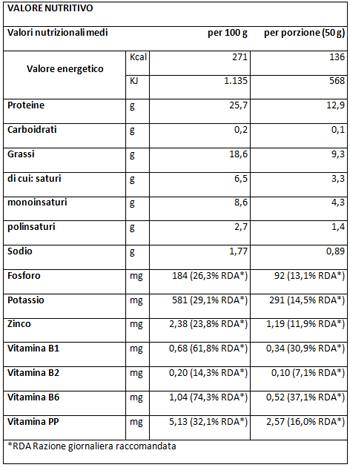 VALORE NUTRITIVO
Valori nutrizionali medi per 100 g per porzione (50 g)
Valore energetico Kcal 271 136
KJ 1.135 568
Proteine g 25,7 12,9
Carboidrati g 0,2 0,1
Grassi g 18,6 9,3
di cui: saturi g 6,5 3,3
monoinsaturi g 8,6 4,3
polinsaturi g 2,7 1,4
Sodio g 1,77 0,89
Fosforo mg 184 (26,3% RDA*) 92 (13,1% RDA*)
Potassio mg 581 (29,1% RDA*) 291 (14,5% RDA*)
Zinco mg 2,38 (23,8% RDA*) 1,19 (11,9% RDA*)
Vitamina B1 mg 0,68 (61,8% RDA*) 0,34 (30,9% RDA*)
Vitamina B2 mg 0,20 (14,3% RDA*) 0,10 (7,1% RDA*)
Vitamina B6 mg 1,04 (74,3% RDA*) 0,52 (37,1% RDA*)
Vitamina PP mg 5,13 (32,1% RDA*) 2,57 (16,0% RDA*)
*RDA Razione giornaliera raccomandata